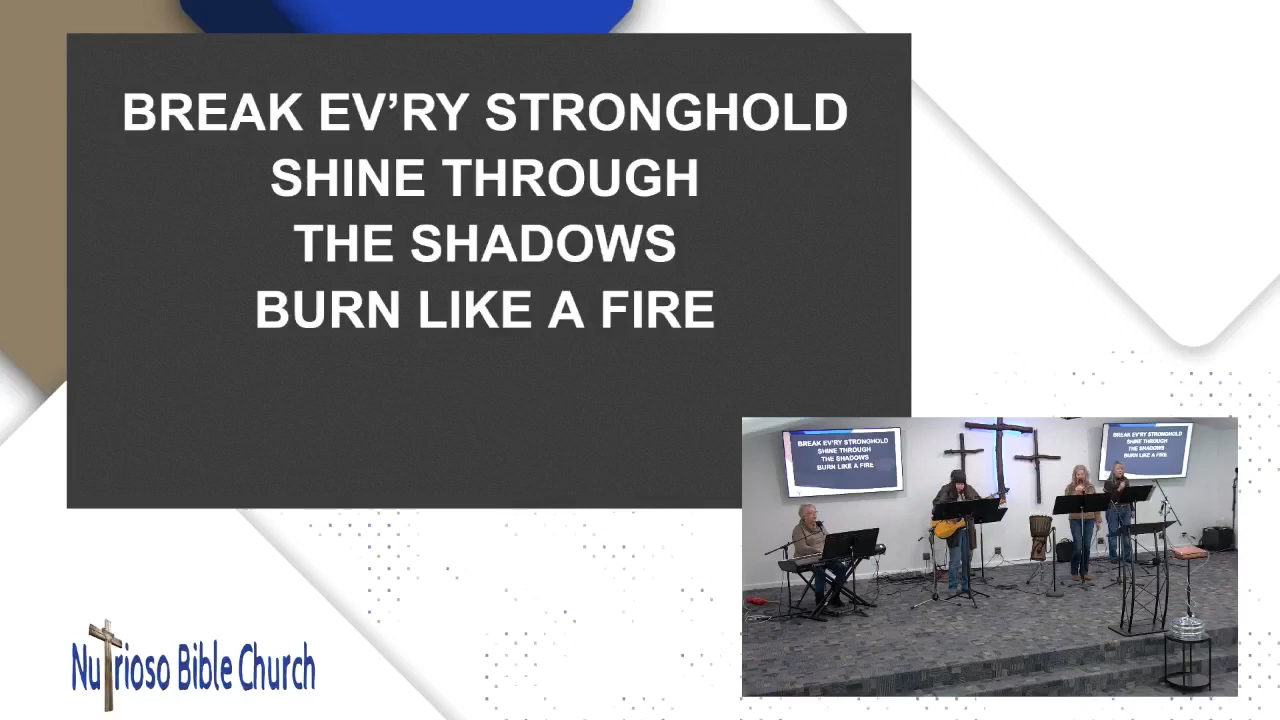 BREAK EV’RY STRONGHOLD
SHINE THROUGH
THE SHADOWS
BURN LIKE A FIRE
BREAK EV'RY STRONGHOLD
SHINE THROUGH
THE SHADOWS
BURN LIKE A FIRE
BREAK EV'RY STRONGHOLD
SHINE THROUGH
THE SHADOWS
BURN LIKE A FIRE
Nutrioso Bible Church